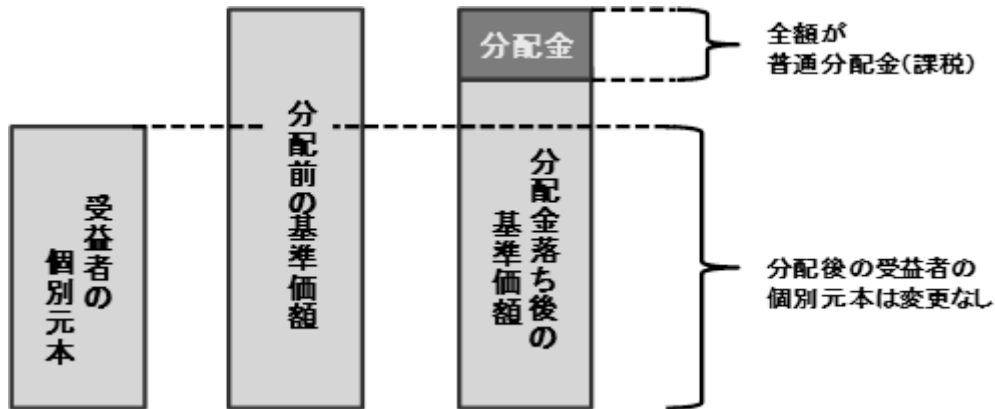 受益者の
個別元本
分配前の基準価額
分配金
分配金落ち後の
基準価額
全額が
普通分配金(課税)
分配後の受益者の
個別元本は変更なし